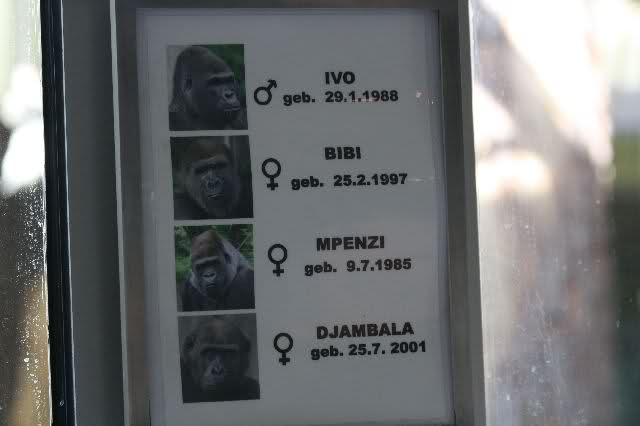 IVO
♂ geb. 29.1.1988
BIBI
♀ geb. 25.2.1997
MPENZI
♀ geb. 9.7.1985
DJAMBALA
♀ geb. 25.7. 2001